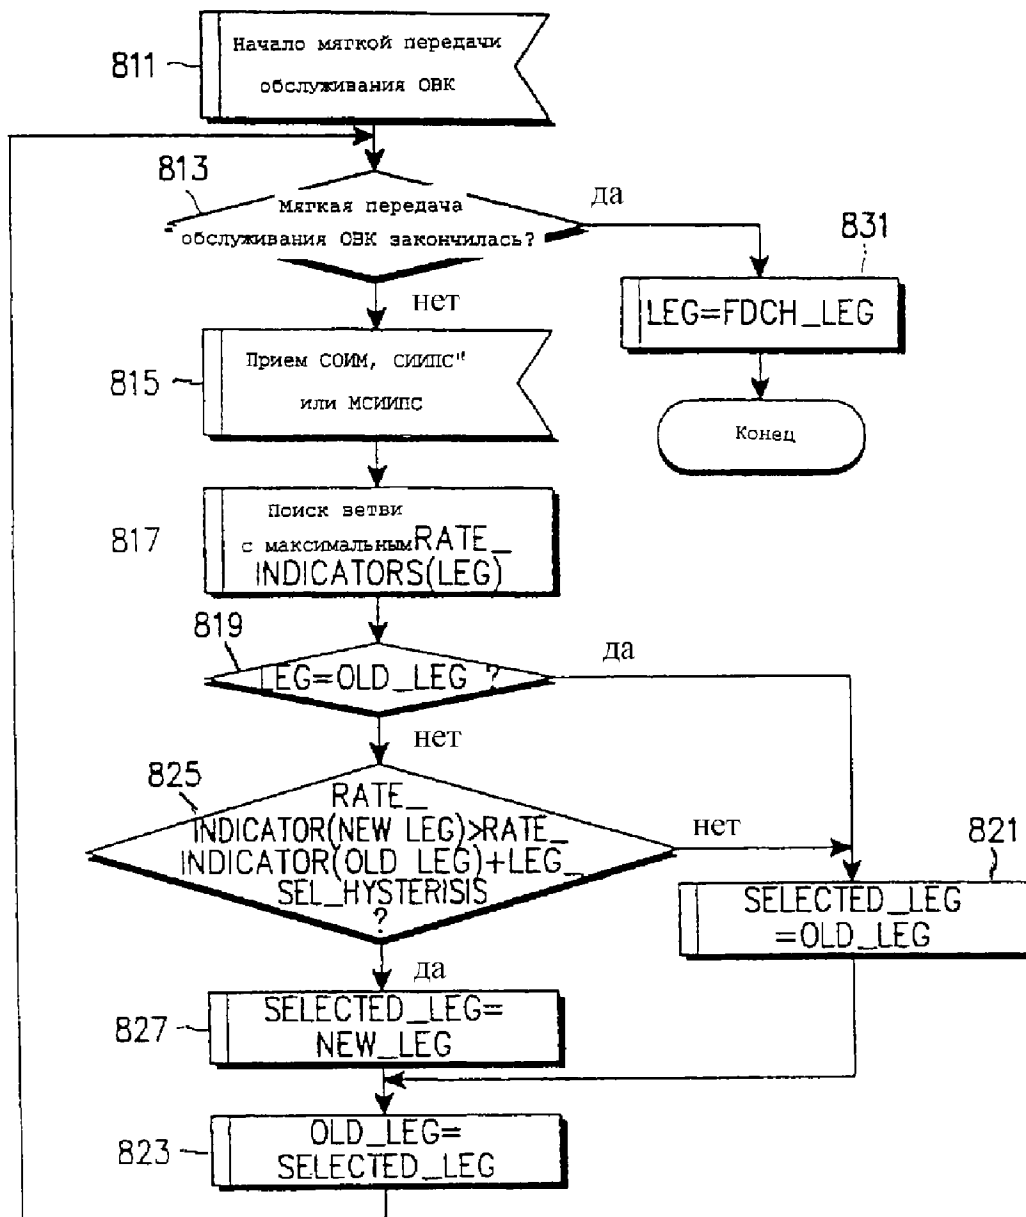 811
Начало мягкой передачи
обслуживания ОВК
813
Мягкая передача
обслуживания ОВК закончилась?
да
831
LEG=FDCH_LEG
Конец
нет
815
Прием СОИМ, СИИПС"
или МСИИПС
817
Поиск ветви
с максимальным RATE_
INDICATORS(LEG)
819
LEG=OLD_LEG ?
да
нет
825
RATE_
INDICATOR(NEW LEG)>RATE_
INDICATOR(OLD LEG)+LEG_
SEL_HYSTERISIS
?
нет
821
SELECTED_LEG
=OLD_LEG
да
827
SELECTED_LEG=
NEW_LEG
823
OLD_LEG=
SELECTED_LEG